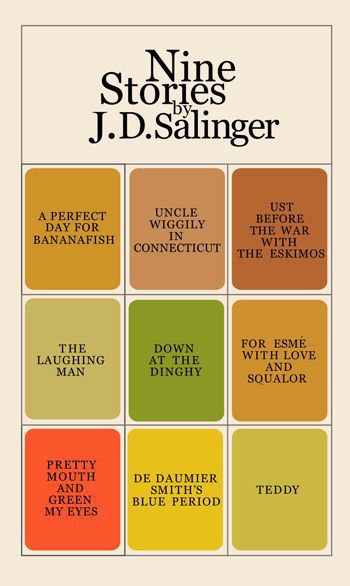 Nine
Stories
by
J.D.Salinger
A PERFECT
DAY FOR
BANANAFISH
UNCLE
WIGGILY
IN
CONNECTICUT
UST
BEFORE
THE WAR
WITH
THE ESKIMOS
THE
LAUGHING
MAN
DOWN
AT THE
DINGHY
FOR ESMÉ—
WITH LOVE
AND
SQUALOR
PRETTY
MOUTH
AND
GREEN
MY EYES
DE DAUMIER
SMITH'S
BLUE PERIOD
TEDDY